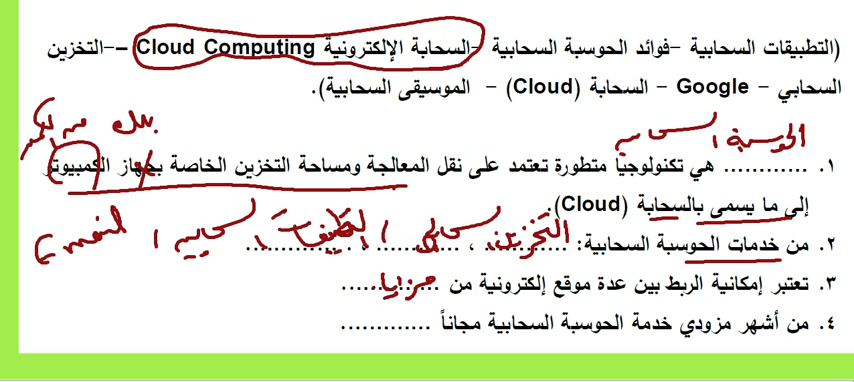 (التطبيقات السحابية –فوائد الحوسبة السحابية –السحابة الإلكترونية Cloud Computing –-التخزين
السحابي – Google – السحابة (Cloud) – الموسيقى السحابية).
الحوسبة السحابية
١. ............ هي تكنولوجيا متطورة تعتمد على نقل المعالجة ومساحة التخزين الخاصة بجهاز الكمبيوتر
إلى ما يسمى بالسحابة (Cloud).
٢. من خدمات الحوسبة السحابية: التخزين السحابي / التطبيقات السحابية /
٣. تعتبر إمكانية الربط بين عدة موقع إلكترونية من مزايا
٤. من أشهر مزودي خدمة الحوسبة السحابية مجاناً .............